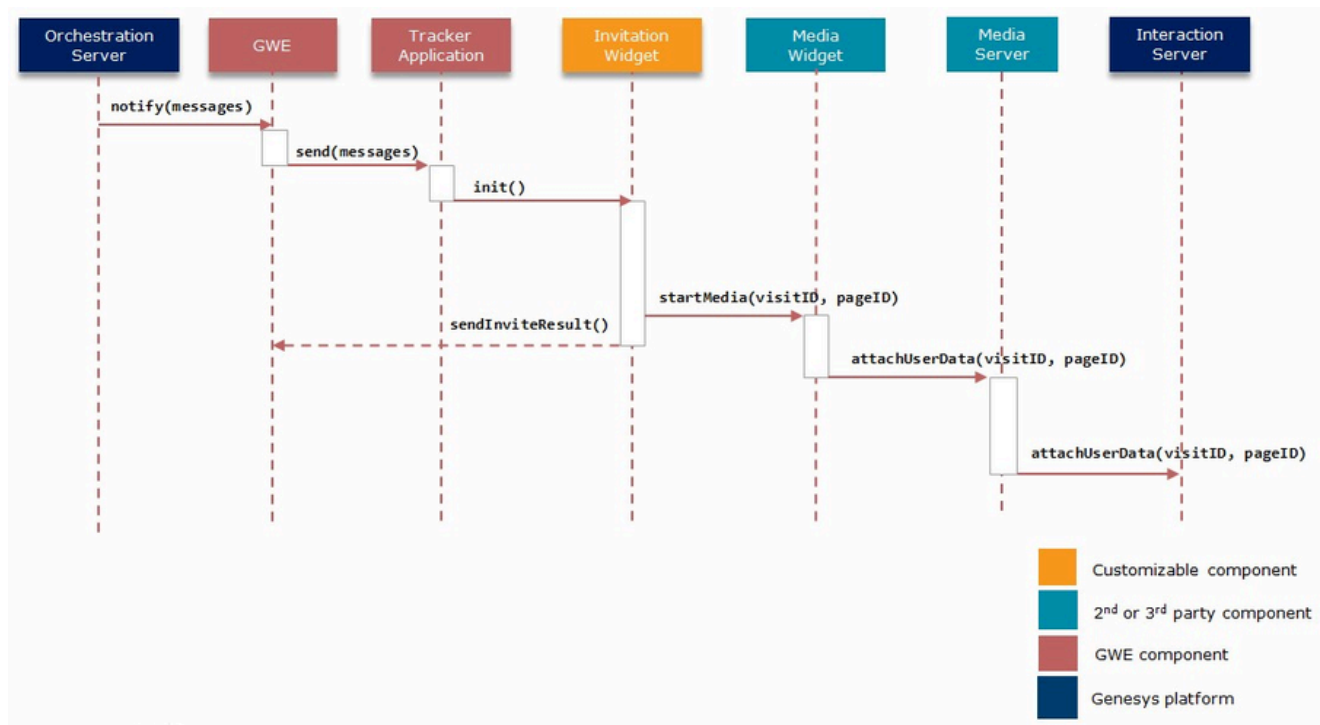 Orchestration
Server
GWE
Tracker
Application
Invitation
Widget
Media
Widget
Media
Server
Interaction
Server
notify(messages)
send(messages)
init()
startMedia(visitID, pageID)
sendInviteResult()
attachUserData(visitID, pageID)
attachUserData(visitID, pageID)
Customizable component
2nd or 3rd party component
GWE component
Genesys platform